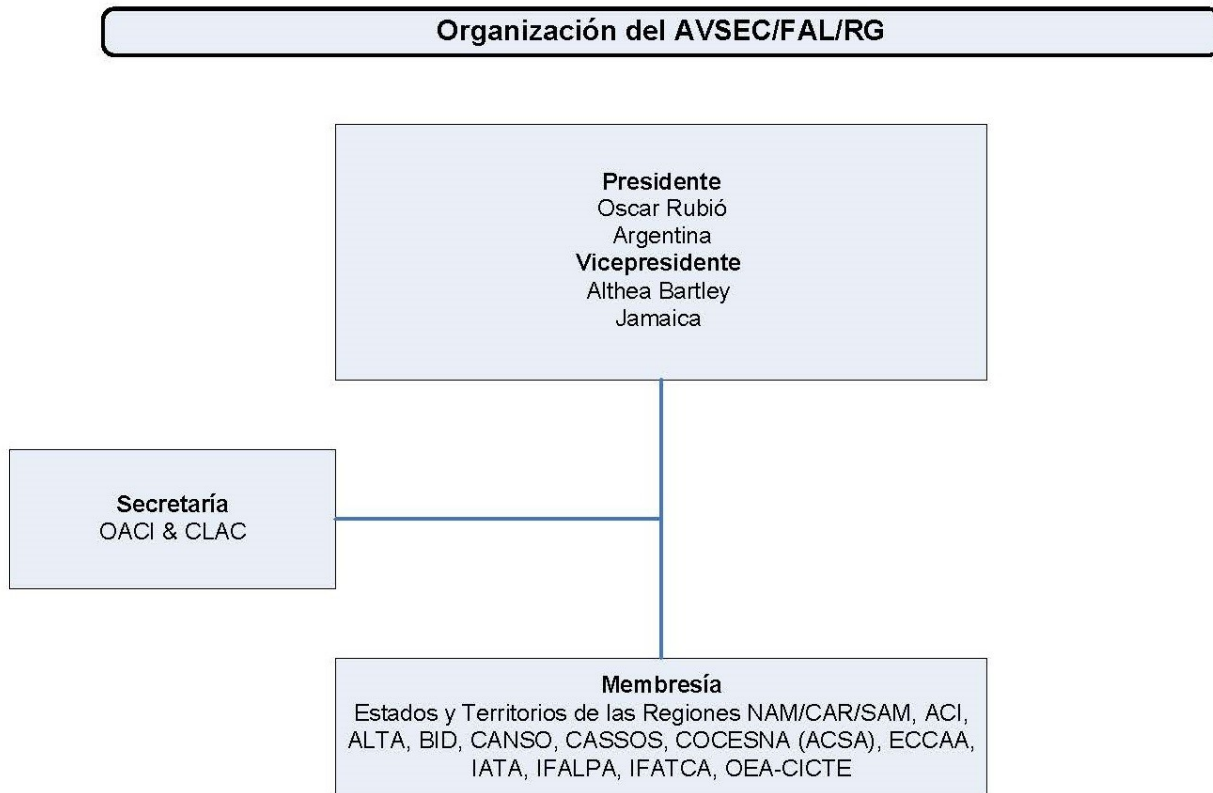 Organización del AVSEC/FAL/RG
Presidente
Oscar Rubió
Argentina
Vicepresidente
Althea Bartley
Jamaica
Secretaría
OACI & CLAC
Membresía
Estados y Territorios de las Regiones NAM/CAR/SAM, ACI,
ALTA, BID, CANSO, CASSOS, COCESNA (ACSA), ECCAA,
IATA, IFALPA, IFATCA, OEA-CICTE